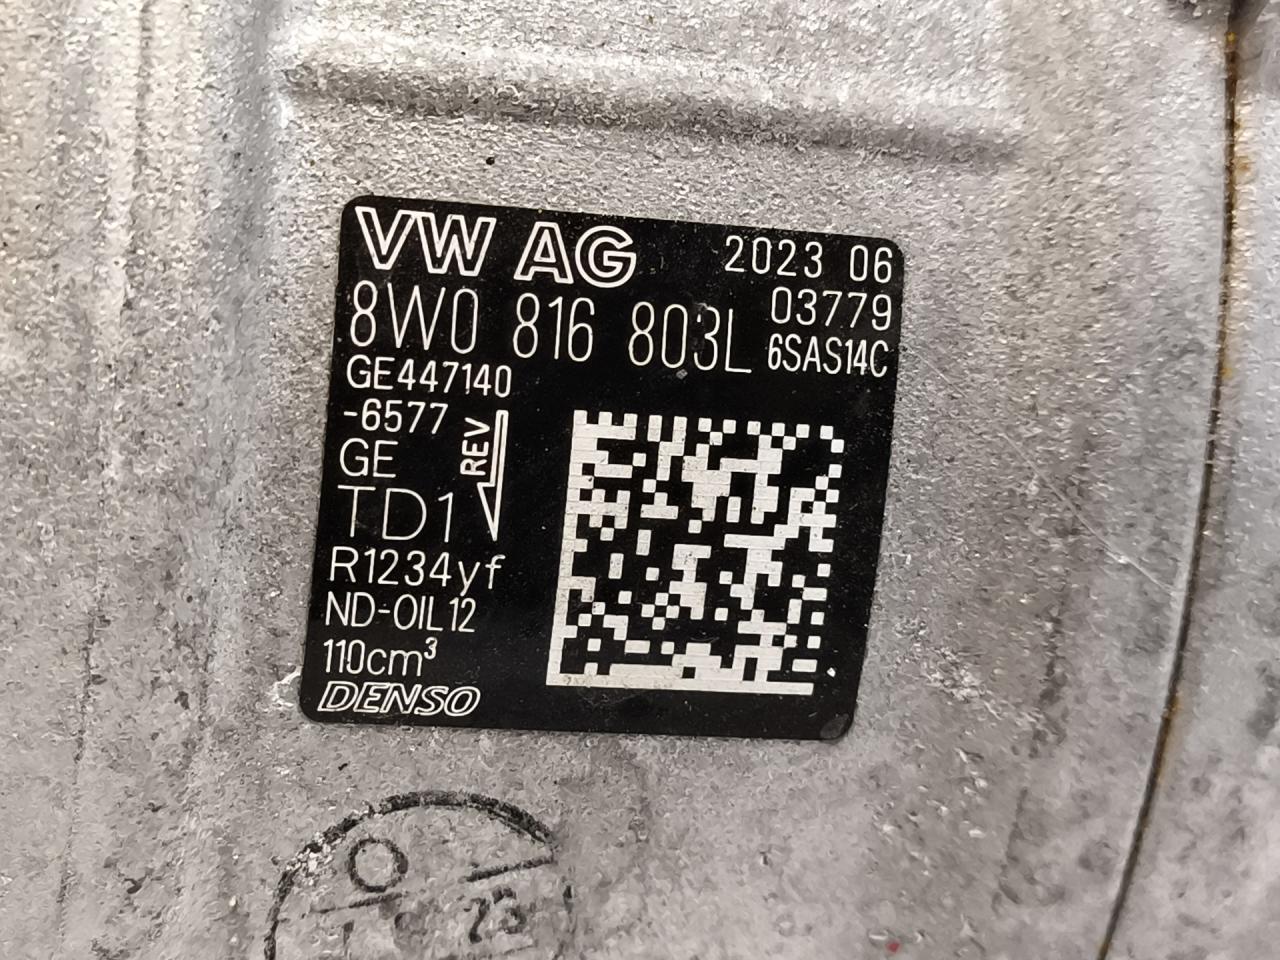 VW AG 2023 06
03779
8W0 816 803L 6SAS14C
GE447140
-6577
REV
GE
TD1
R1234yf
ND-OIL12
110cm³
DENSO